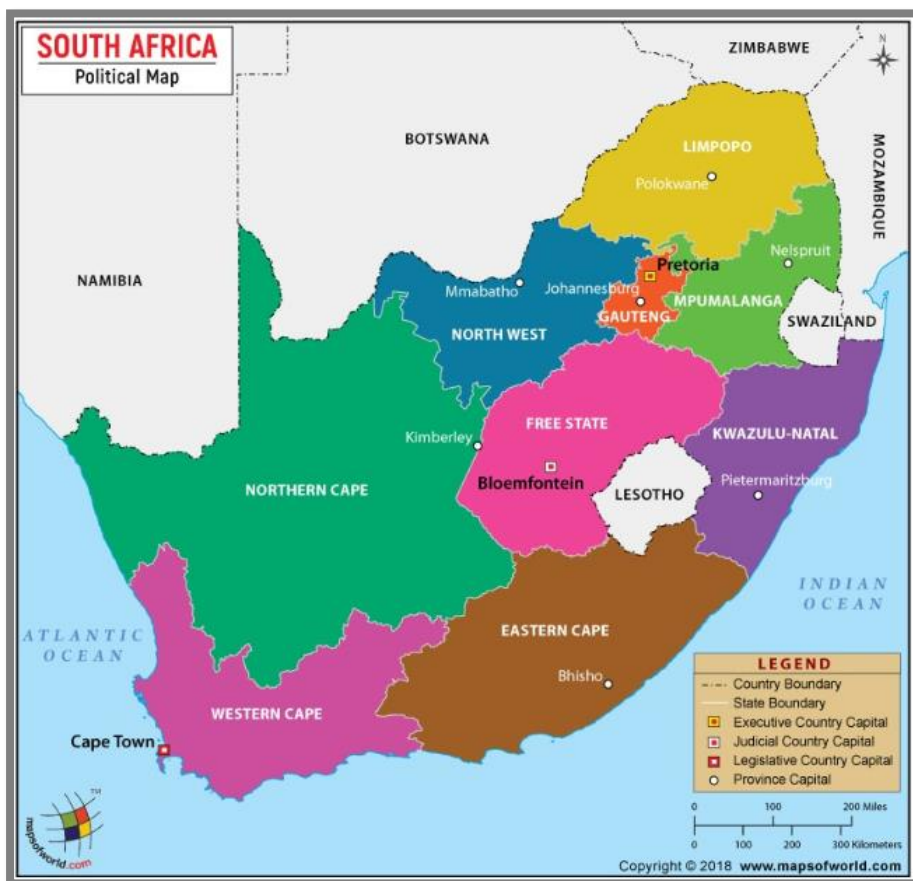 SOUTH AFRICA
Political Map
ZIMBABWE
N
BOTSWANA
MOZAMBIQUE
LIMPOPO
Polokwane
NAMIBIA
Nelspruit
Pretoria
Mmabatho
Johannesburg
MPUMALANGA
GAUTENG
SWAZILAND
NORTH WEST
FREE STATE
KWAZULU-NATAL
Kimberley
Bloemfontein
Pietermaritzburg
NORTHERN CAPE
LESOTHO
INDIAN
OCEAN
ATLANTIC
OCEAN
EASTERN CAPE
Bhisho
WESTERN CAPE
Cape Town
LEGEND
Country Boundary
State Boundary
Executive Country Capital
Judicial Country Capital
Legislative Country Capital
Province Capital
0 100 200 Miles
0 100 200 300 Kilometers
TM
mapsofworld.com
Copyright © 2018 www.mapsofworld.com